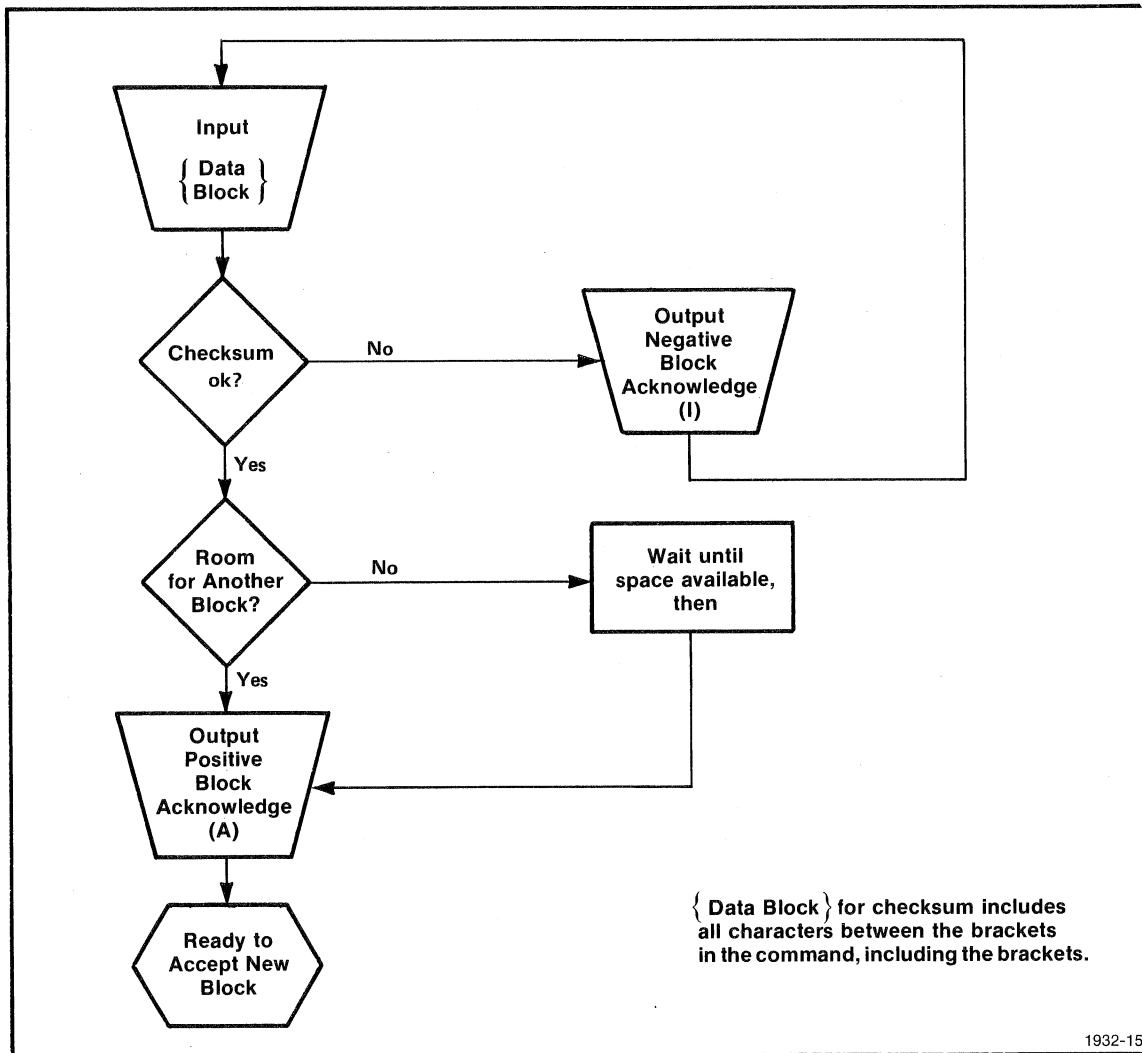 Input
{ Data
Block }
Checksum
ok?
No
Output
Negative
Block
Acknowledge
(I)
Yes
Room
for Another
Block?
No
Wait until
space available,
then
Yes
Output
Positive
Block
Acknowledge
(A)
Ready to
Accept New
Block
{ Data Block } for checksum includes
all characters between the brackets
in the command, including the brackets.
1932-15